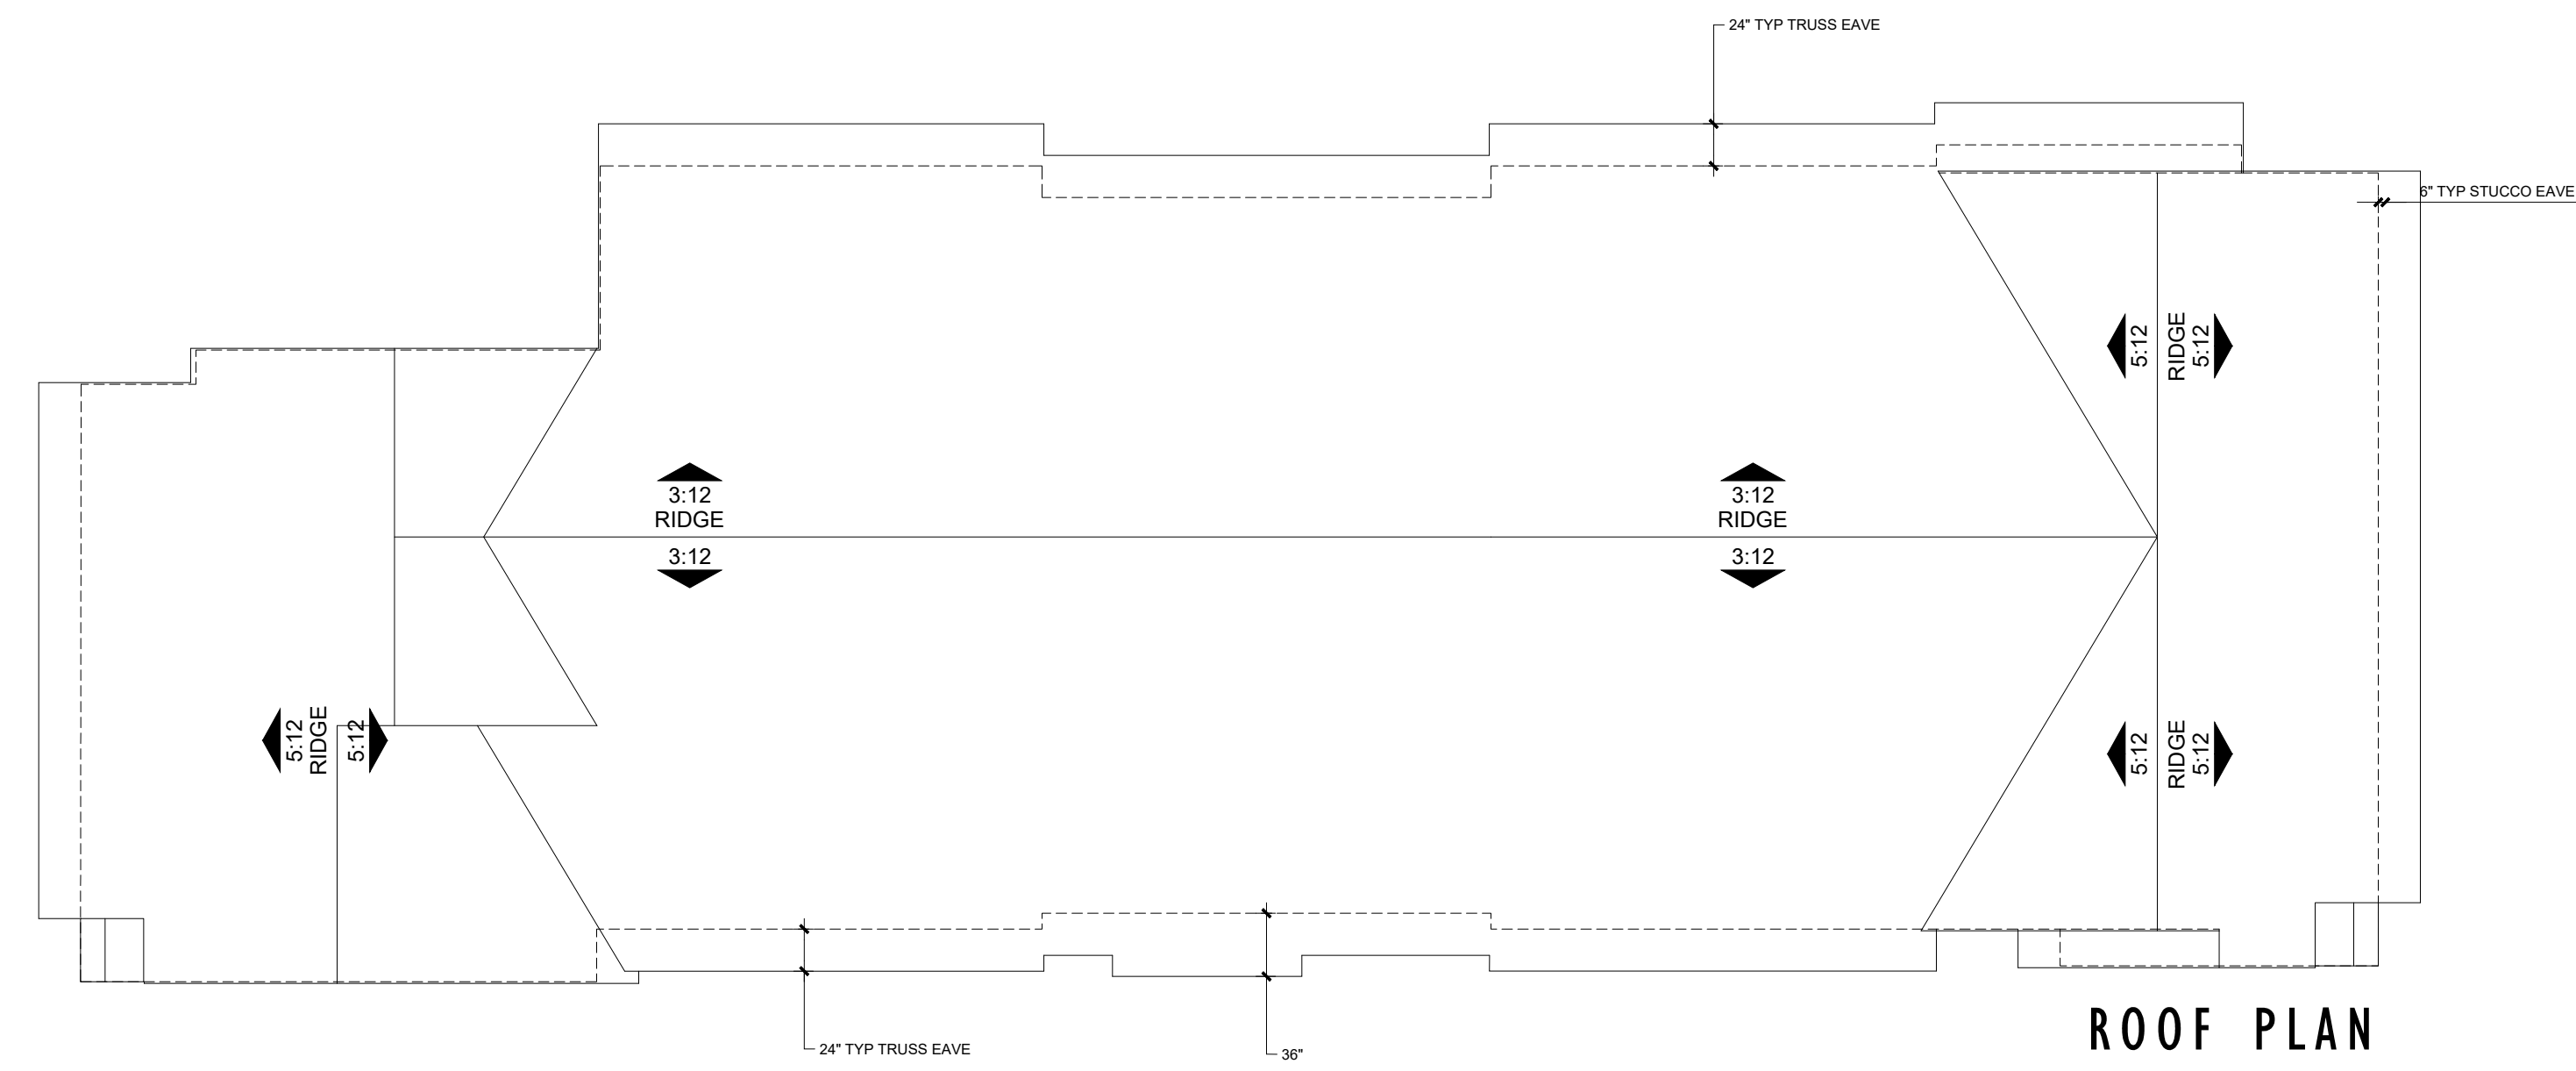 24" TYP TRUSS EAVE
6" TYP STUCCO EAVE
5:12
RIDGE
5:12
3:12
RIDGE
3:12
3:12
RIDGE
3:12
5:12
RIDGE
5:12
5:12
RIDGE
5:12
24" TYP TRUSS EAVE
36"
ROOF PLAN